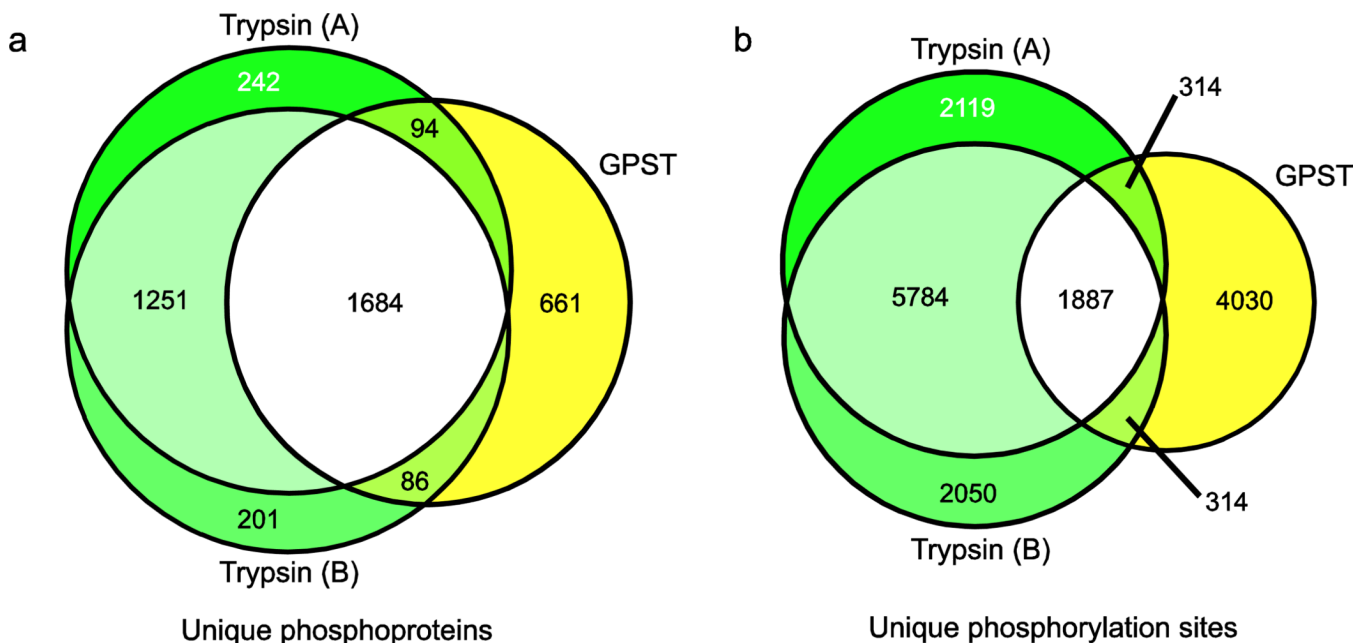 a
Trypsin (A)
242
94
GPST
1251
1684
661
86
201
Trypsin (B)
Unique phosphoproteins
b
Trypsin (A)
314
2119
GPST
5784
1887
4030
2050
314
Trypsin (B)
Unique phosphorylation sites